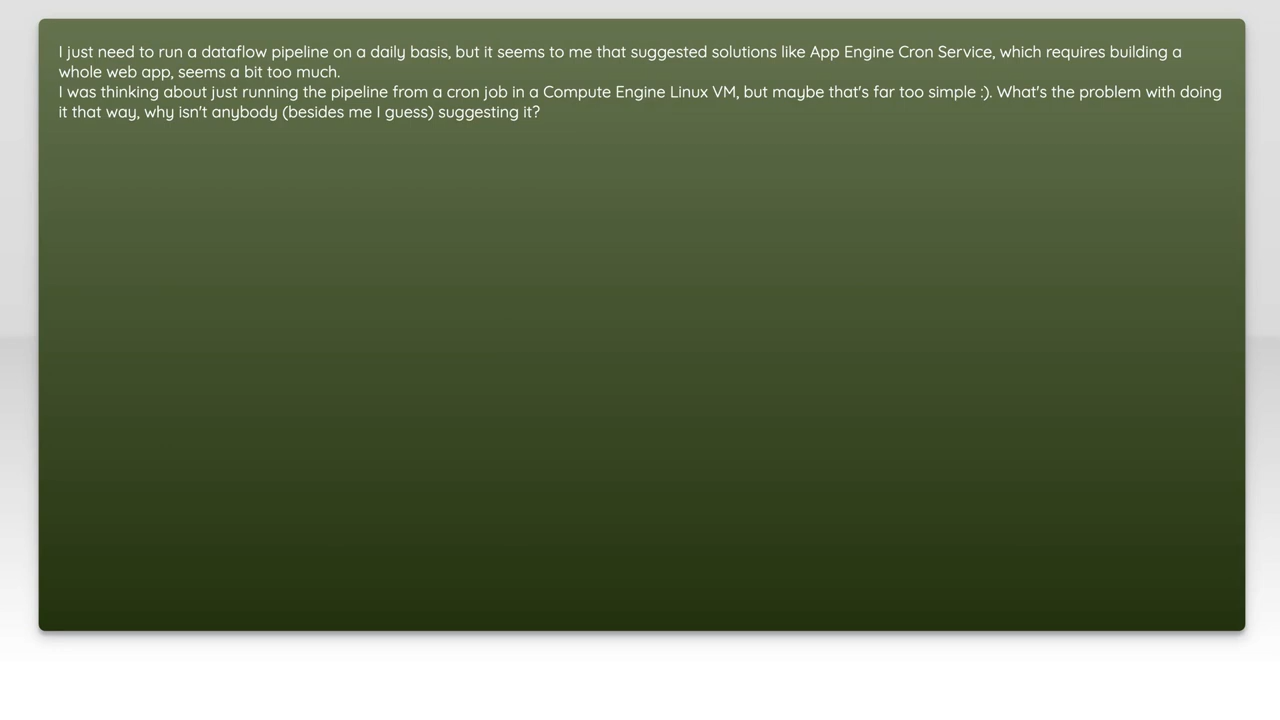 I just need to run a dataflow pipeline on a daily basis, but it seems to me that suggested solutions like App Engine Cron Service, which requires building a
whole web app, seems a bit too much.
I was thinking about just running the pipeline from a cron job in a Compute Engine Linux VM, but maybe that's far too simple :). What's the problem with doing
it that way, why isn't anybody (besides me I guess) suggesting it?